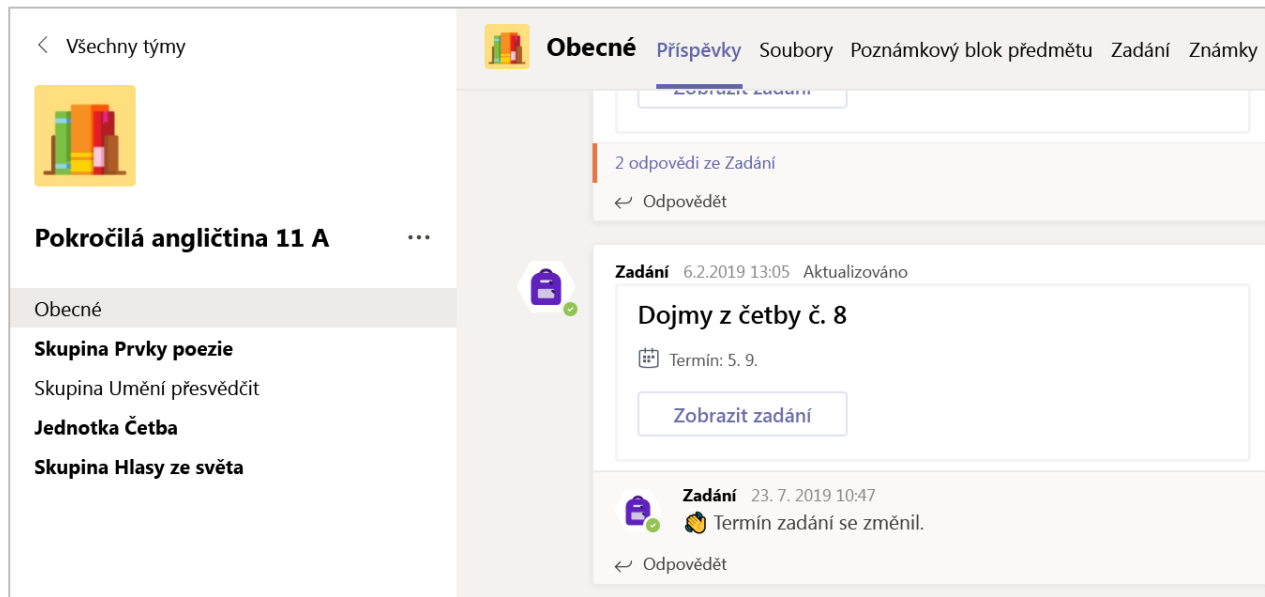 Všechny týmy
Pokročilá angličtina 11 A
Obecné
Skupina Prvky poezie
Skupina Umění přesvědčit
Jednotka Četba
Skupina Hlasy ze světa
Obecné Příspěvky Soubory Poznámkový blok předmětu Zadání Známky
Zobrazit zadání
2 odpovědi ze Zadání
Odpovědět
Zadání 6.2.2019 13:05 Aktualizováno
Dojmy z četby č. 8
Termín: 5. 9.
Zobrazit zadání
Zadání 23. 7. 2019 10:47
Termín zadání se změnil.
Odpovědět